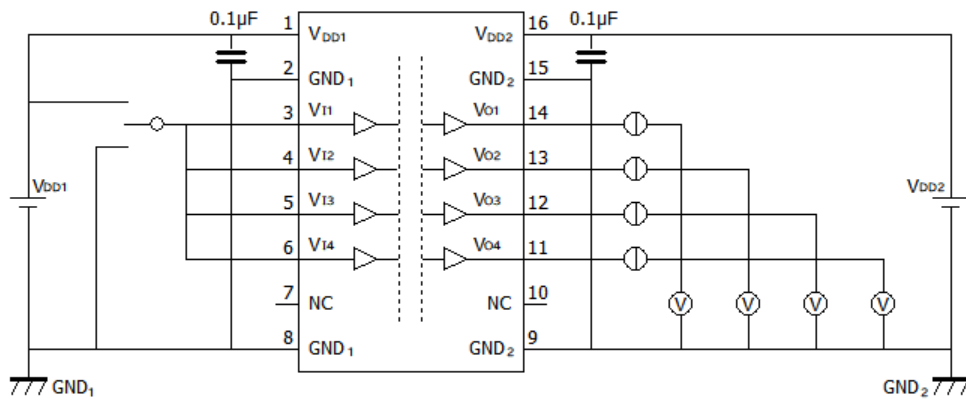 0.1µF 1 16 0.1µF
VDD1 VDD2
2 15
GND1 GND2
3 VI1 VO1 14
4 VI2 VO2 13
VDD1 5 VI3 VO3 12 VDD2
6 VI4 VO4 11
7 NC NC 10
V V V V
8 GND1 GND2 9
GND1 GND2